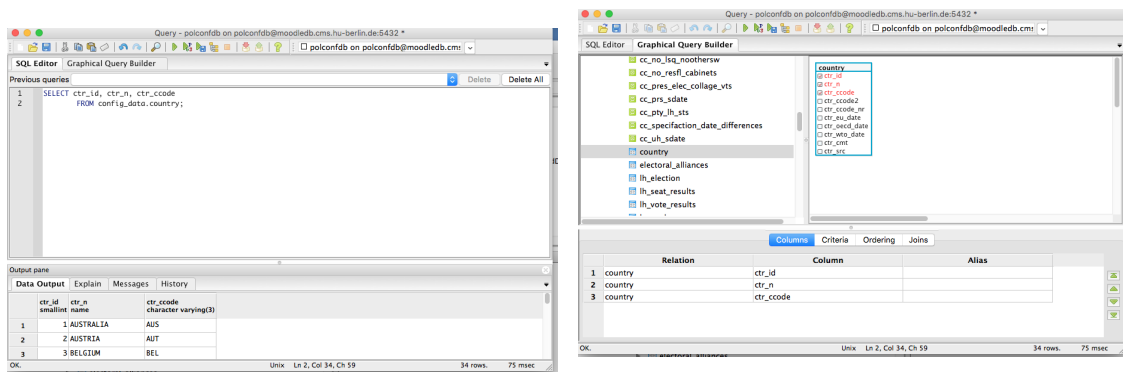 Query - polconfdb on polconfdb@moodledb.cms.hu-berlin.de:5432 *
polconfdb on polconfdb@moodledb.cms
SQL Editor Graphical Query Builder
Previous queries Delete Delete All
1 SELECT ctr_id, ctr_n, ctr_ccode
2 FROM config_data.country;
Output pane
Data Output Explain Messages History
ctr_id ctr_n ctr_ccode
smallint name character varying(3)
1 1 AUSTRALIA AUS
2 2 AUSTRIA AUT
3 3 BELGIUM BEL
OK. Unix Ln 2, Col 34, Ch 59 34 rows. 75 msec
Query - polconfdb on polconfdb@moodledb.cms.hu-berlin.de:5432 *
polconfdb on polconfdb@moodledb.cms
SQL Editor Graphical Query Builder
cc_no_lsq_noothersw
cc_no_resfl_cabinets
cc_pres_elec_collage_vts
cc_prs_sdate
cc_pty_lh_sts
cc_specifaction_date_differences
cc_uh_sdate
country
electoral_alliances
lh_election
lh_seat_results
lh_vote_results
country
ctr_id
ctr_n
ctr_ccode
ctr_ccode2
ctr_ccode_nr
ctr_eu_date
ctr_oecd_date
ctr_wto_date
ctr_cmt
ctr_src
Columns Criteria Ordering Joins
Relation Column Alias
1 country ctr_id
2 country ctr_n
3 country ctr_ccode
OK. Unix Ln 2, Col 34, Ch 59 34 rows. 75 msec